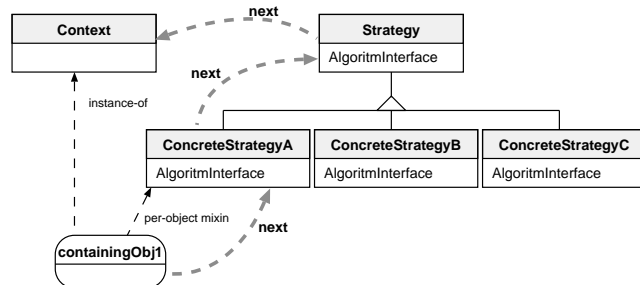 next
Context
Strategy
AlgoritmInterface
next
instance-of
ConcreteStrategyA
ConcreteStrategyB
ConcreteStrategyC
AlgoritmInterface
AlgoritmInterface
AlgoritmInterface
per-object mixin
next
containingObj1